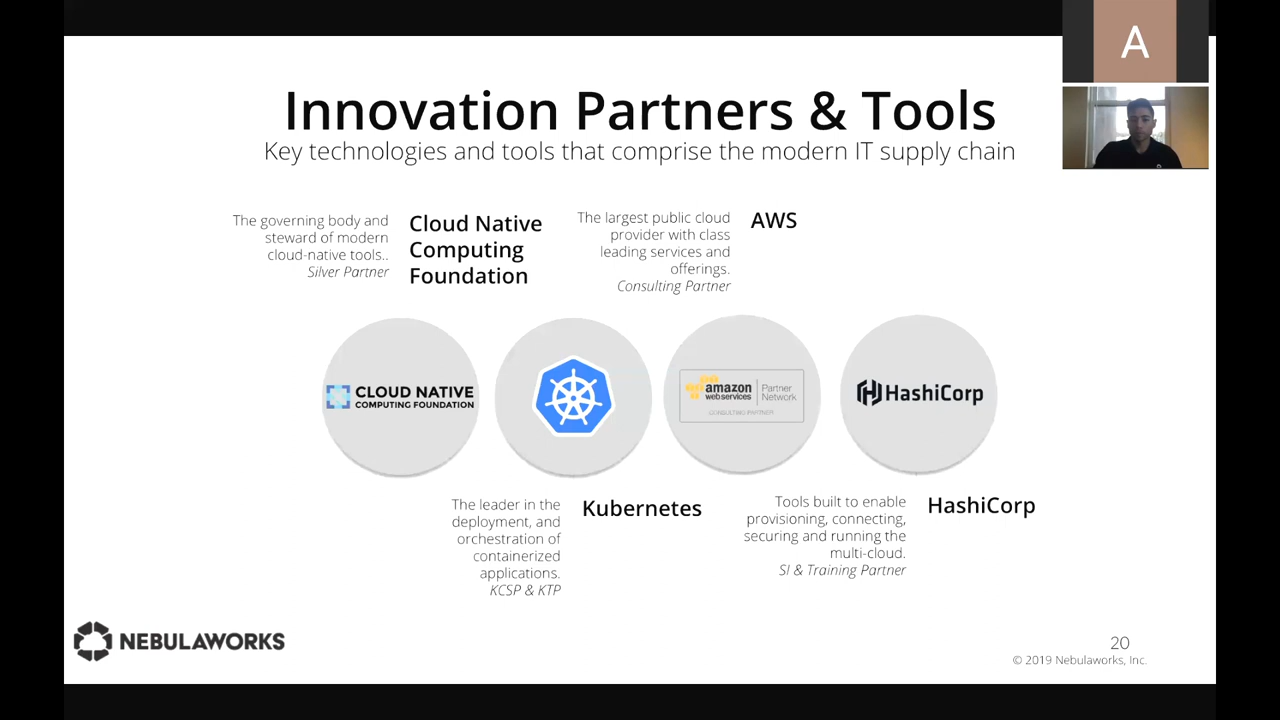 A
Innovation Partners & Tools
Key technologies and tools that comprise the modern IT supply chain
The governing body and
steward of modern
cloud-native tools..
Silver Partner
Cloud Native
Computing
Foundation
The largest public cloud
provider with class
leading services and
offerings.
Consulting Partner
AWS
CLOUD NATIVE
COMPUTING FOUNDATION
amazon
webservices
Partner
Network
CONSULTING PARTNER
HashiCorp
The leader in the
deployment, and
orchestration of
containerized
applications.
KCSP & KTP
Kubernetes
Tools built to enable
provisioning, connecting,
securing and running the
multi-cloud.
SI & Training Partner
HashiCorp
NEBULAWORKS
20
© 2019 Nebulaworks, Inc.